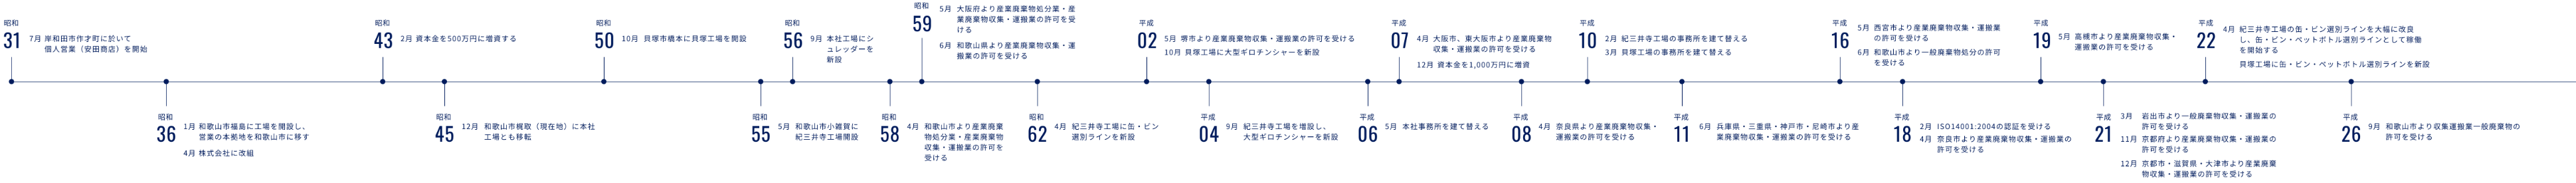 昭和
31
7月 岸和田市作才町に於いて
個人営業（安田商店）を開始
昭和
36
1月 和歌山市福島に工場を開設し、
営業の本拠地を和歌山市に移す
4月 株式会社に改組
昭和
43
2月 資本金を500万円に増資する
昭和
45
12月 和歌山市梶取（現在地）に本社
工場とも移転
昭和
50
10月 貝塚市橋本に貝塚工場を開設
昭和
55
5月 和歌山市小雑賀に
紀三井寺工場開設
昭和
56
9月 本社工場にシ
ュレッダーを
新設
昭和
58
4月 和歌山市より産業廃棄
物処分業・産業廃棄物
収集・運搬業の許可を
受ける
昭和
59
5月 大阪府より産業廃棄物処分業・産
業廃棄物収集・運搬業の許可を受
ける
6月 和歌山県より産業廃棄物収集・運
搬業の許可を受ける
昭和
62
4月 紀三井寺工場に缶・ビン
選別ラインを新設
平成
02
5月 堺市より産業廃棄物収集・運搬業の許可を受ける
10月 貝塚工場に大型ギロチンシャーを新設
平成
04
9月 紀三井寺工場を増設し、
大型ギロチンシャーを新設
平成
06
5月 本社事務所を建て替える
平成
07
4月 大阪市、東大阪市より産業廃棄物
収集・運搬業の許可を受ける
12月 資本金を1,000万円に増資
平成
08
4月 奈良県より産業廃棄物収集・
運搬業の許可を受ける
平成
10
2月 紀三井寺工場の事務所を建て替える
3月 貝塚工場の事務所を建て替える
平成
11
6月 兵庫県・三重県・神戸市・尼崎市より産
業廃棄物収集・運搬業の許可を受ける
平成
16
5月 西宮市より産業廃棄物収集・運搬業
の許可を受ける
6月 和歌山市より一般廃棄物処分の許可
を受ける
平成
18
2月 ISO14001:2004の認証を受ける
4月 奈良市より産業廃棄物収集・運搬業の
許可を受ける
平成
19
5月 高槻市より産業廃棄物収集・
運搬業の許可を受ける
平成
21
3月 岩出市より一般廃棄物収集・運搬業の
許可を受ける
11月 京都府より産業廃棄物収集・運搬業の
許可を受ける
12月 京都市・滋賀県・大津市より産業廃棄
物収集・運搬業の許可を受ける
平成
22
4月 紀三井寺工場の缶・ビン選別ラインを大幅に改良
し、缶・ビン・ペットボトル選別ラインとして稼働
を開始する
貝塚工場に缶・ビン・ペットボトル選別ラインを新設
平成
26
9月 和歌山市より収集運搬業一般廃棄物の
許可を受ける